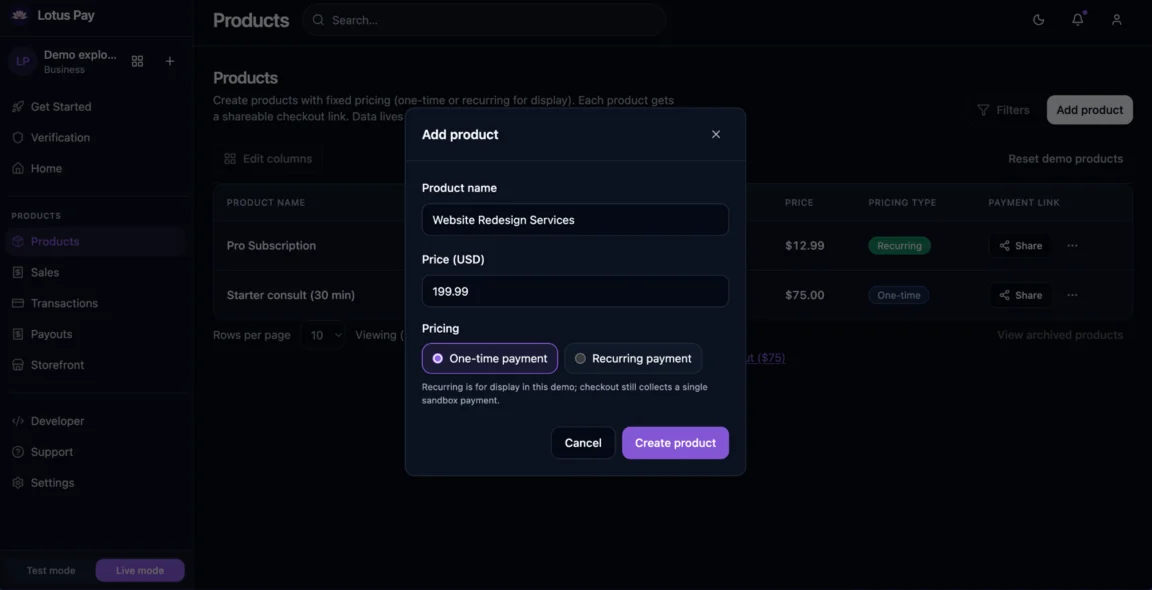 Lotus Pay
Products
Search...
LP
Demo explo...
Business
Get Started
Verification
Home
PRODUCTS
Products
Sales
Transactions
Payouts
Storefront
Developer
Support
Settings
Test mode
Live mode
Products
Create products with fixed pricing (one-time or recurring for display). Each product gets
a shareable checkout link. Data lives
Filters
Add product
Edit columns
Reset demo products
PRODUCT NAME
PRICE
PRICING TYPE
PAYMENT LINK
Pro Subscription
$12.99
Recurring
Share
Starter consult (30 min)
$75.00
One-time
Share
Rows per page
10
Viewing (
View archived products
ut ($75)
Add product
Product name
Website Redesign Services
Price (USD)
199.99
Pricing
One-time payment
Recurring payment
Recurring is for display in this demo; checkout still collects a single
sandbox payment.
Cancel
Create product